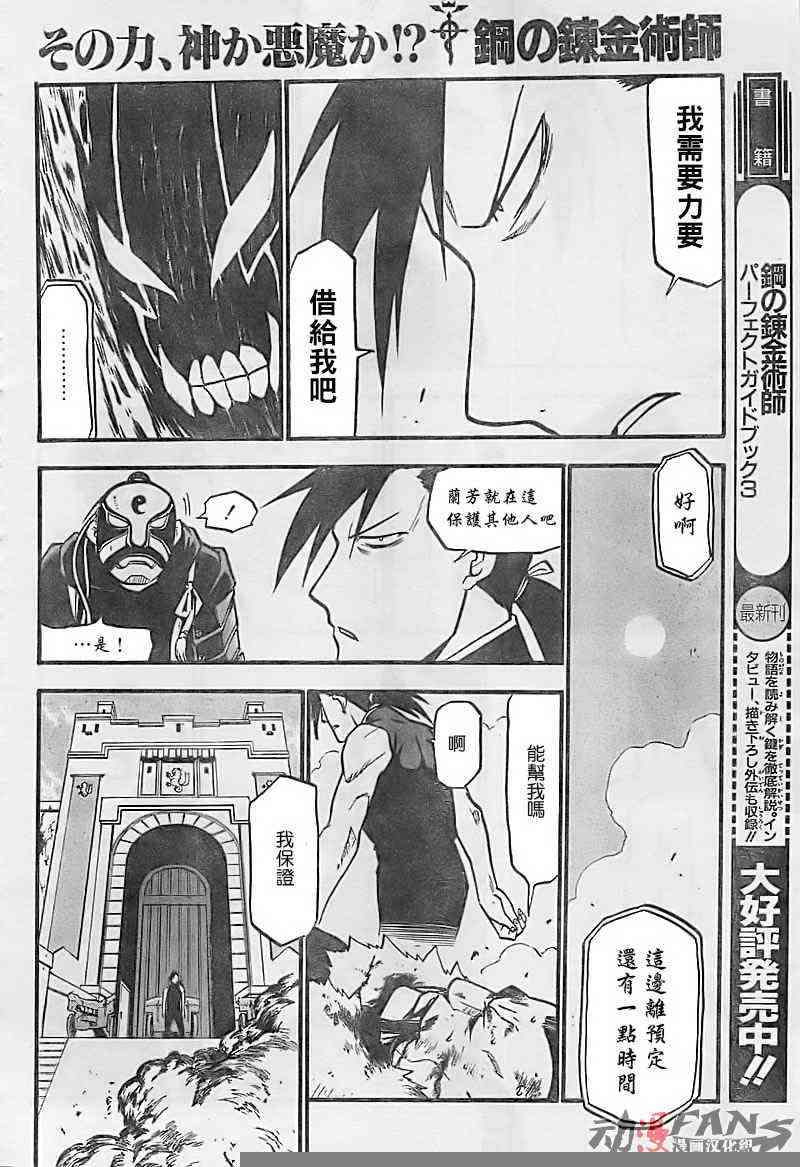 その力、神か悪魔か!?
鋼の錬金術師
我需要力要
借給我吧
…………
好啊
蘭芳就在這
保護其他人吧
!
…是!
這邊離預定
還有一點時間
能幫我嗎
啊
我保證
書籍
鋼の錬金術師
パーフェクトガイドブック3
最新刊
物語を読み解く鍵を徹底解説。イン
タビュー、描き下ろし外伝も収録!!
大好評発売中!!
动漫FANS
漫画汉化组